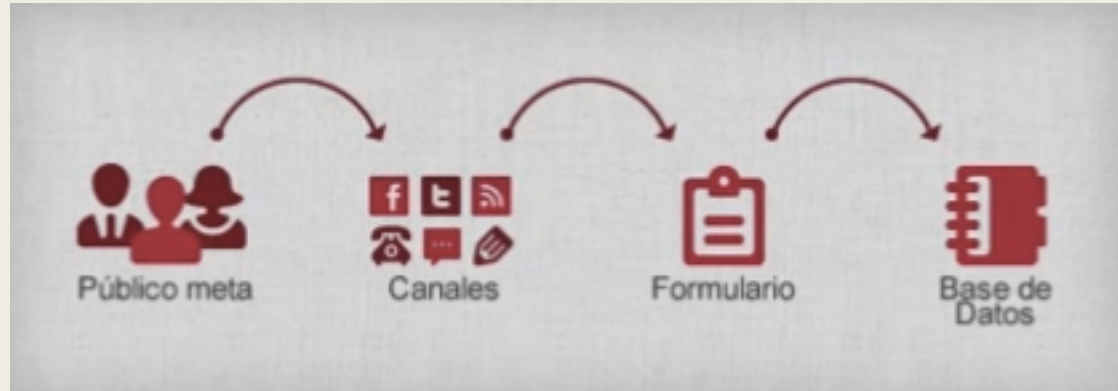 Público meta
Canales
Formulario
Base de
Datos